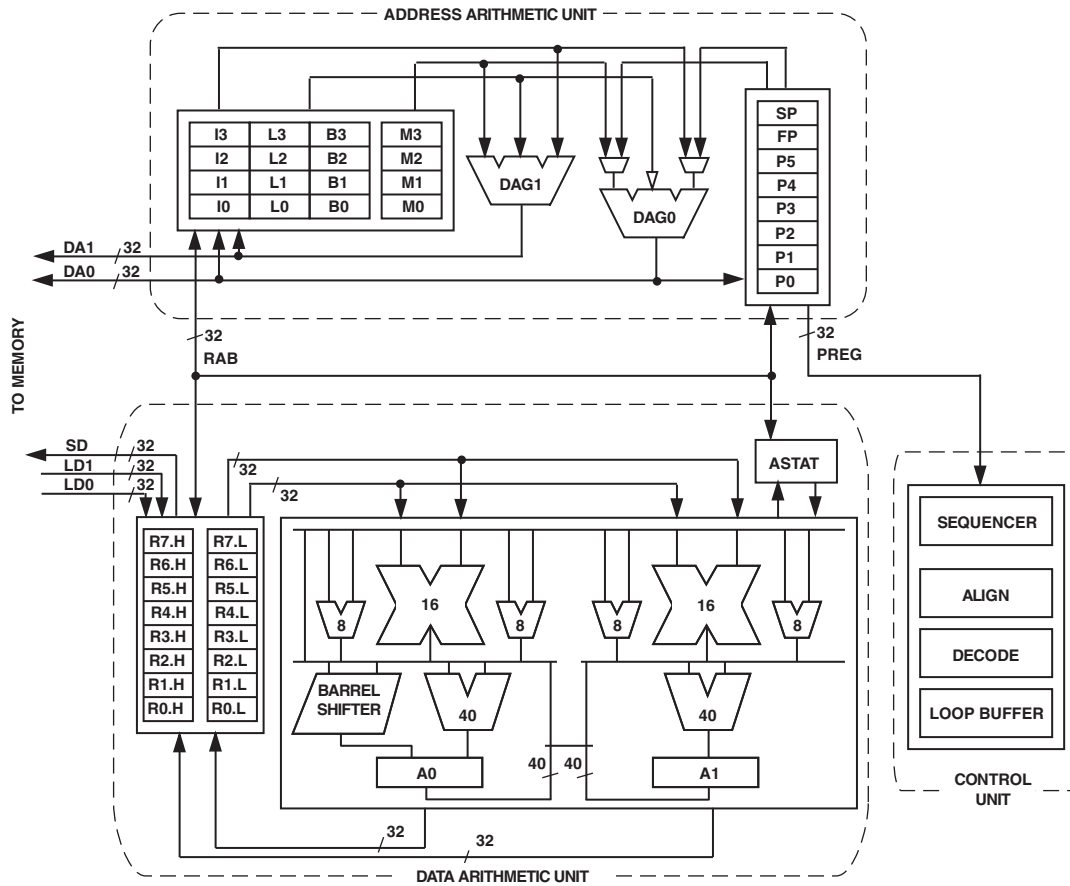 ADDRESS ARITHMETIC UNIT
I3 L3 B3 M3
I2 L2 B2 M2
I1 L1 B1 M1
I0 L0 B0 M0
DAG1
DAG0
SP
FP
P5
P4
P3
P2
P1
P0
DA1 32
DA0 32
TO MEMORY
32
RAB
32
PREG
SD 32
LD1 32
LD0 32
32
32
ASTAT
R7.H R7.L
R6.H R6.L
R5.H R5.L
R4.H R4.L
R3.H R3.L
R2.H R2.L
R1.H R1.L
R0.H R0.L
8 16 8 8 16 8
BARREL
SHIFTER
40
40
A0
40 40
A1
32
32
DATA ARITHMETIC UNIT
SEQUENCER
ALIGN
DECODE
LOOP BUFFER
CONTROL
UNIT